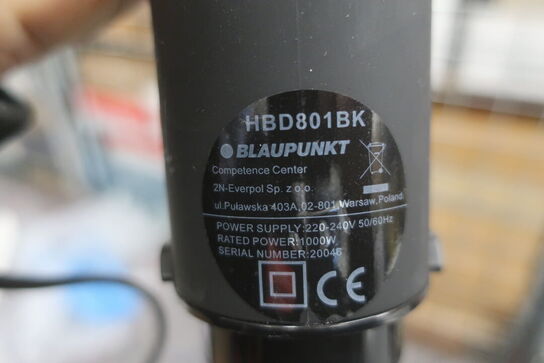 HBD801BK
BLAUPUNKT
Competence Center
2N-Everpol Sp. z o.o.
ul.Puławska 403A,02-801 Warsaw,Poland.
POWER SUPPLY:220-240V 50/60Hz
RATED POWER:1000W
SERIAL NUMBER:20046
CE